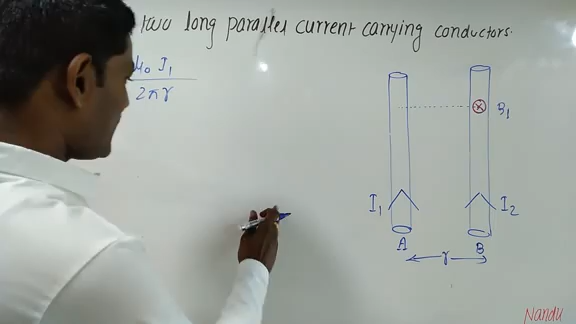 two long parallel current carrying conductors.
μ₀ I₁
2πr
B₁
I₁
I₂
A
B
r
Nandu